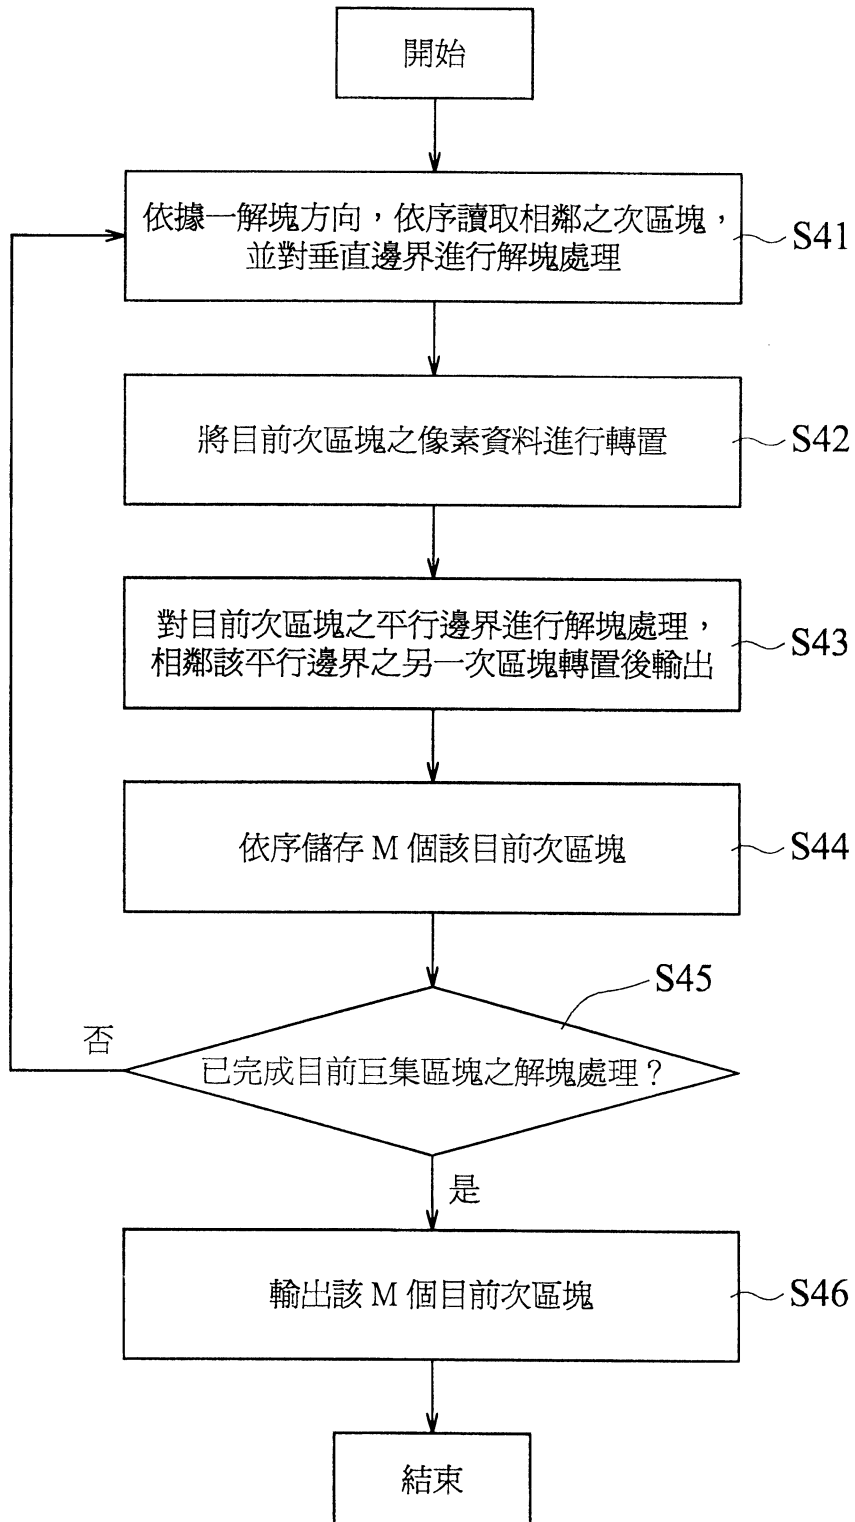 開始
依據一解塊方向，依序讀取相鄰之次區塊，
並對垂直邊界進行解塊處理
S41
將目前次區塊之像素資料進行轉置
S42
對目前次區塊之平行邊界進行解塊處理，
相鄰該平行邊界之另一次區塊轉置後輸出
S43
依序儲存 M 個該目前次區塊
S44
S45
否
已完成目前巨集區塊之解塊處理？
是
輸出該 M 個目前次區塊
S46
結束